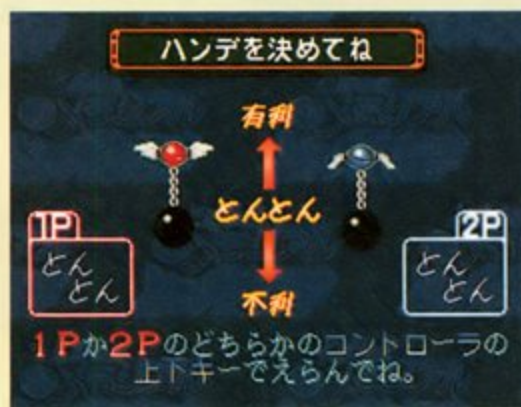 ハンデを決めてね
有利
とんとん
不利
1P
とん
とん
2P
とん
とん
1Pか2Pのどちらかのコントローラの
上下キーでえらんでね。